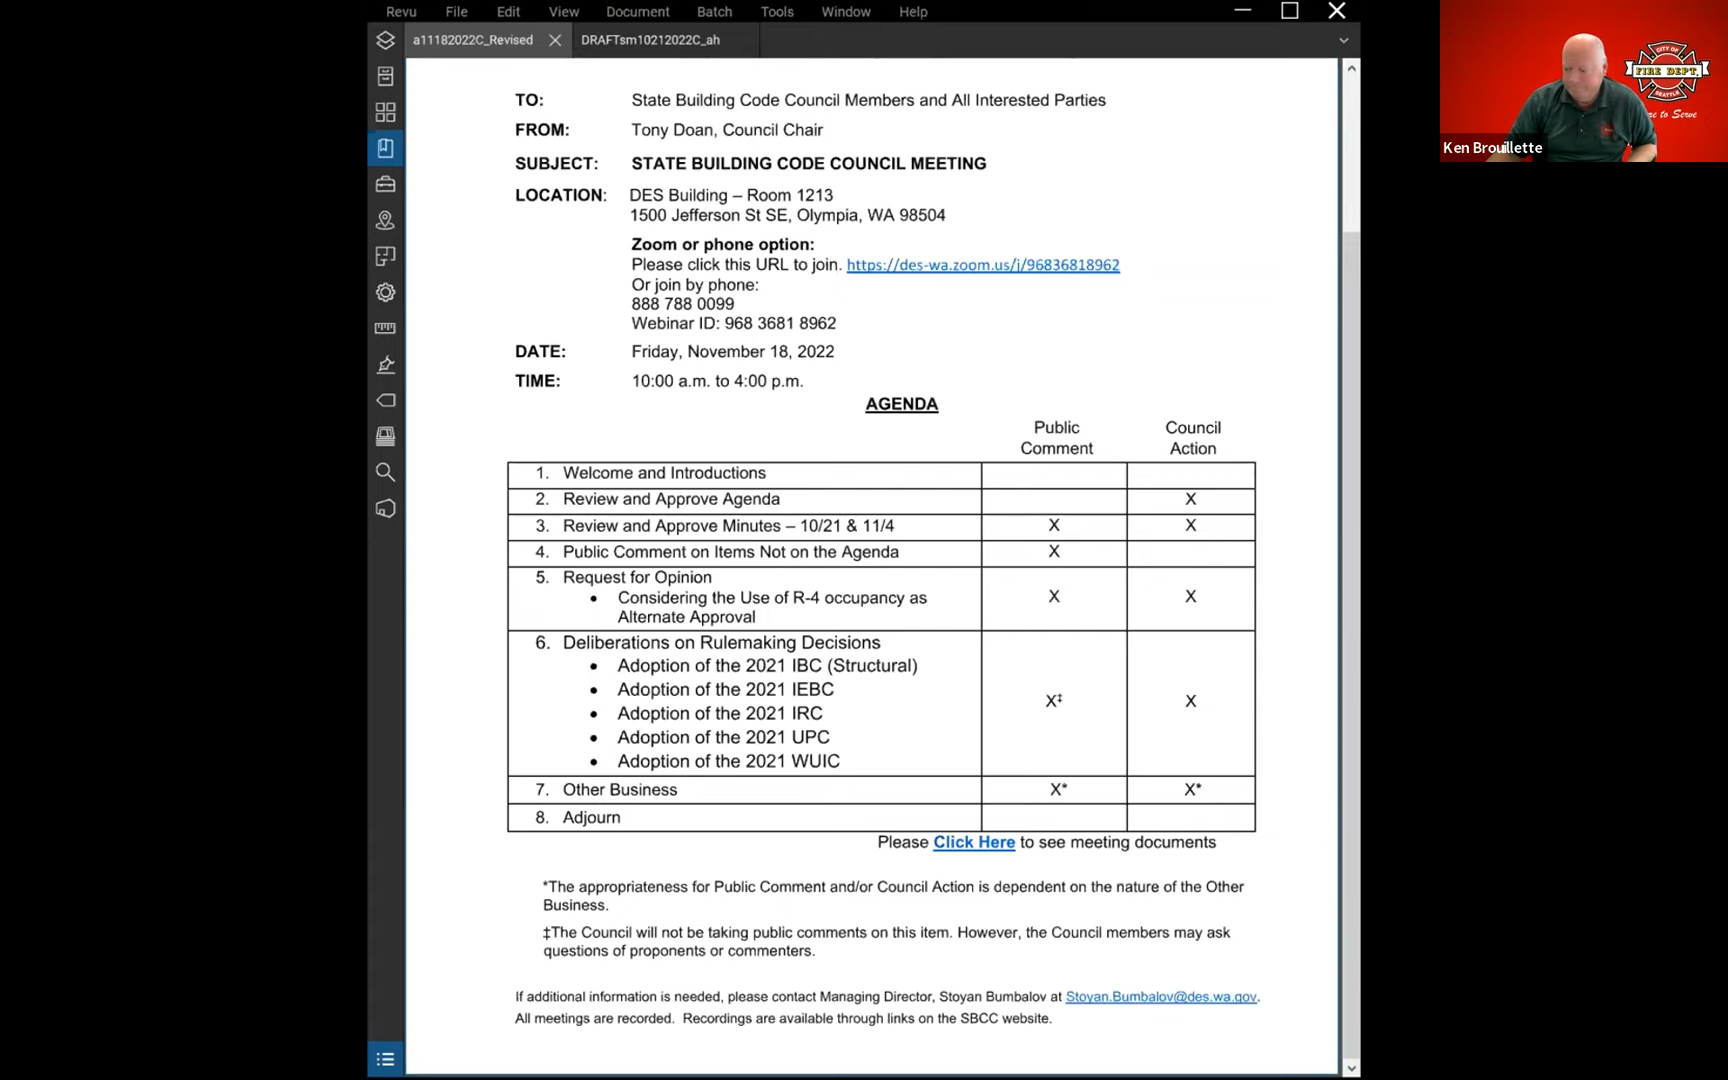 Revu File Edit View Document Batch Tools Window Help
a11182022C_Revised DRAFTsm10212022C_ah
TO: State Building Code Council Members and All Interested Parties
FROM: Tony Doan, Council Chair
SUBJECT: STATE BUILDING CODE COUNCIL MEETING
LOCATION: DES Building – Room 1213
1500 Jefferson St SE, Olympia, WA 98504
Zoom or phone option:
Please click this URL to join. https://des-wa.zoom.us/j/96836818962
Or join by phone:
888 788 0099
Webinar ID: 968 3681 8962
DATE: Friday, November 18, 2022
TIME: 10:00 a.m. to 4:00 p.m.
AGENDA
Public Comment
Council Action
1. Welcome and Introductions
2. Review and Approve Agenda X
3. Review and Approve Minutes – 10/21 & 11/4 X X
4. Public Comment on Items Not on the Agenda X
5. Request for Opinion
• Considering the Use of R-4 occupancy as X X
Alternate Approval
6. Deliberations on Rulemaking Decisions
• Adoption of the 2021 IBC (Structural)
• Adoption of the 2021 IEBC
X‡ X
• Adoption of the 2021 IRC
• Adoption of the 2021 UPC
• Adoption of the 2021 WUIC
7. Other Business X* X*
8. Adjourn
Please Click Here to see meeting documents
*The appropriateness for Public Comment and/or Council Action is dependent on the nature of the Other
Business.
‡The Council will not be taking public comments on this item. However, the Council members may ask
questions of proponents or commenters.
If additional information is needed, please contact Managing Director, Stoyan Bumbalov at Stoyan.Bumbalov@des.wa.gov.
All meetings are recorded. Recordings are available through links on the SBCC website.
CITY OF
FIRE DEPT.
SEATTLE
re to Serve
Ken Brouillette